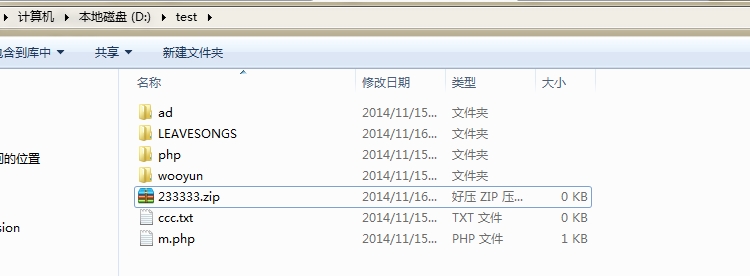 计算机 ▸ 本地磁盘 (D:) ▸ test ▸
包含到库中 共享 新建文件夹
名称 修改日期 类型 大小
ad 2014/11/15... 文件夹
LEAVESONGS 2014/11/16... 文件夹
php 2014/11/15... 文件夹
wooyun 2014/11/15... 文件夹
233333.zip 2014/11/16... 好压 ZIP 压... 0 KB
ccc.txt 2014/11/15... TXT 文件 0 KB
m.php 2014/11/15... PHP 文件 1 KB
的位置
sion